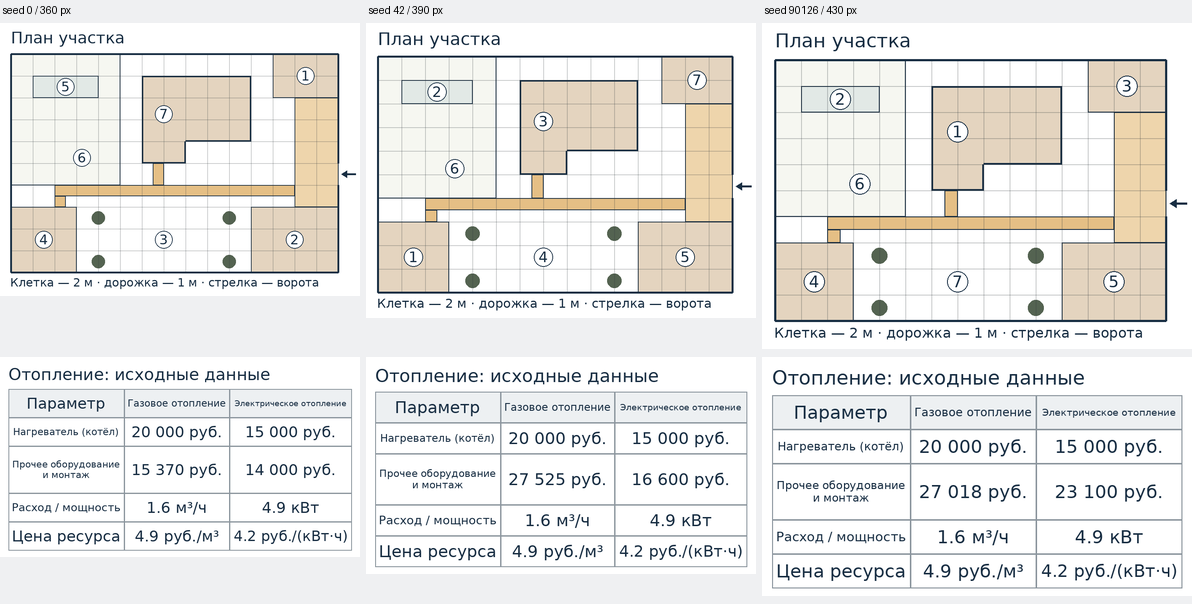 seed 0 / 360 px
seed 42 / 390 px
seed 90126 / 430 px
План участка
5
1
7
6
4
3
2
Клетка — 2 м · дорожка — 1 м · стрелка — ворота
План участка
2
7
3
6
1
4
5
Клетка — 2 м · дорожка — 1 м · стрелка — ворота
План участка
2
3
1
6
4
7
5
Клетка — 2 м · дорожка — 1 м · стрелка — ворота
Отопление: исходные данные
Параметр Газовое отопление Электрическое отопление
Нагреватель (котёл) 20 000 руб. 15 000 руб.
Прочее оборудование
и монтаж 15 370 руб. 14 000 руб.
Расход / мощность 1.6 м³/ч 4.9 кВт
Цена ресурса 4.9 руб./м³ 4.2 руб./(кВт·ч)
Отопление: исходные данные
Параметр Газовое отопление Электрическое отопление
Нагреватель (котёл) 20 000 руб. 15 000 руб.
Прочее оборудование
и монтаж 27 525 руб. 16 600 руб.
Расход / мощность 1.6 м³/ч 4.9 кВт
Цена ресурса 4.9 руб./м³ 4.2 руб./(кВт·ч)
Отопление: исходные данные
Параметр Газовое отопление Электрическое отопление
Нагреватель (котёл) 20 000 руб. 15 000 руб.
Прочее оборудование
и монтаж 27 018 руб. 23 100 руб.
Расход / мощность 1.6 м³/ч 4.9 кВт
Цена ресурса 4.9 руб./м³ 4.2 руб./(кВт·ч)